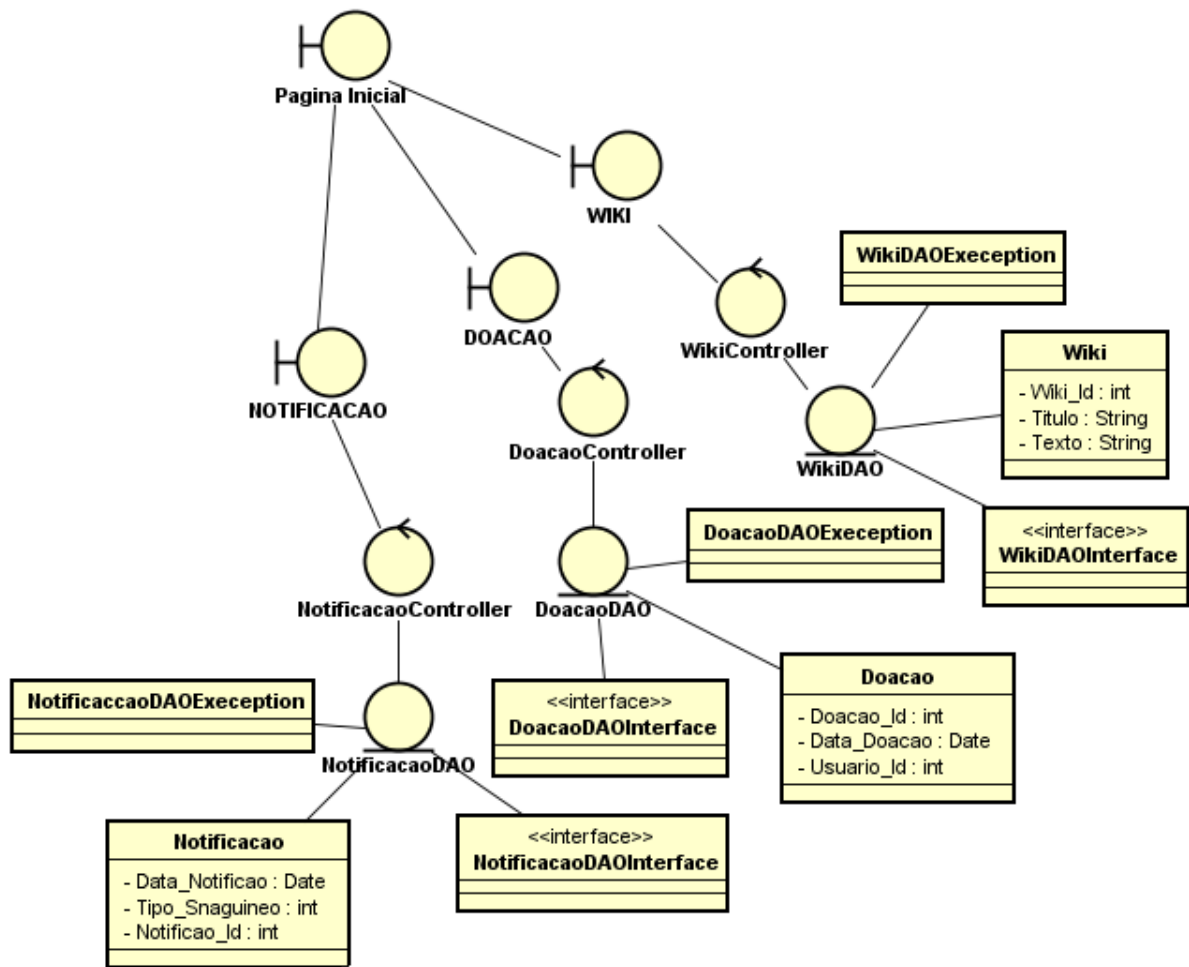 Pagina Inicial
WIKI
WikiDAOExeception
DOACAO
WikiController
Wiki
- Wiki_Id : int
- Titulo : String
- Texto : String
NOTIFICACAO
DoacaoController
WikiDAO
<<interface>>
WikiDAOInterface
DoacaoDAOExeception
NotificacaoController
DoacaoDAO
Doacao
- Doacao_Id : int
- Data_Doacao : Date
- Usuario_Id : int
NotificaccaoDAOExeception
<<interface>>
DoacaoDAOInterface
NotificacaoDAO
Notificacao
- Data_Notificao : Date
- Tipo_Snaguineo : int
- Notificao_Id : int
<<interface>>
NotificacaoDAOInterface